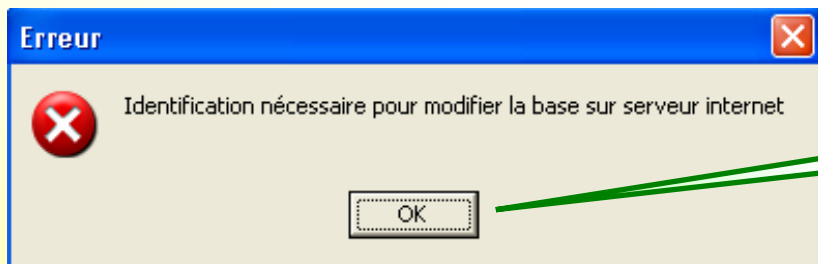 Erreur
Identification nécessaire pour modifier la base sur serveur internet
OK